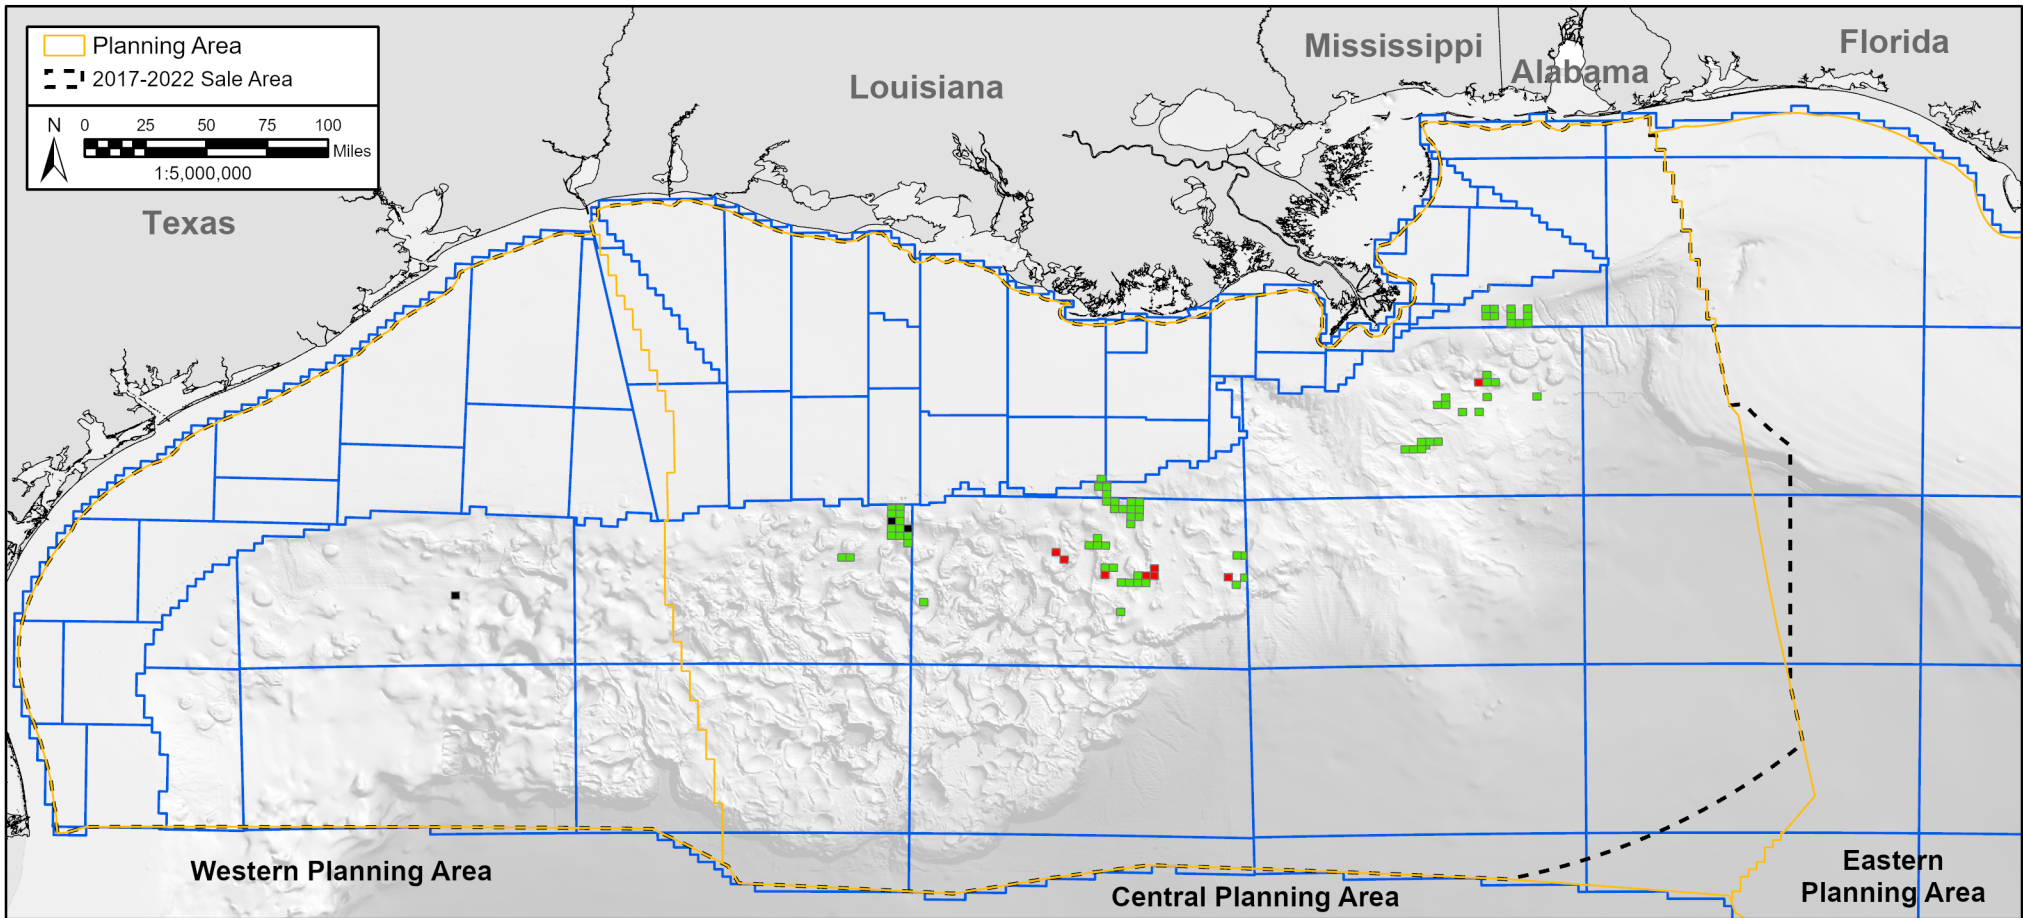 Planning Area
2017-2022 Sale Area
N
0 25 50 75 100
Miles
1:5,000,000
Texas
Louisiana
Mississippi
Alabama
Florida
Western Planning Area
Central Planning Area
Eastern
Planning Area